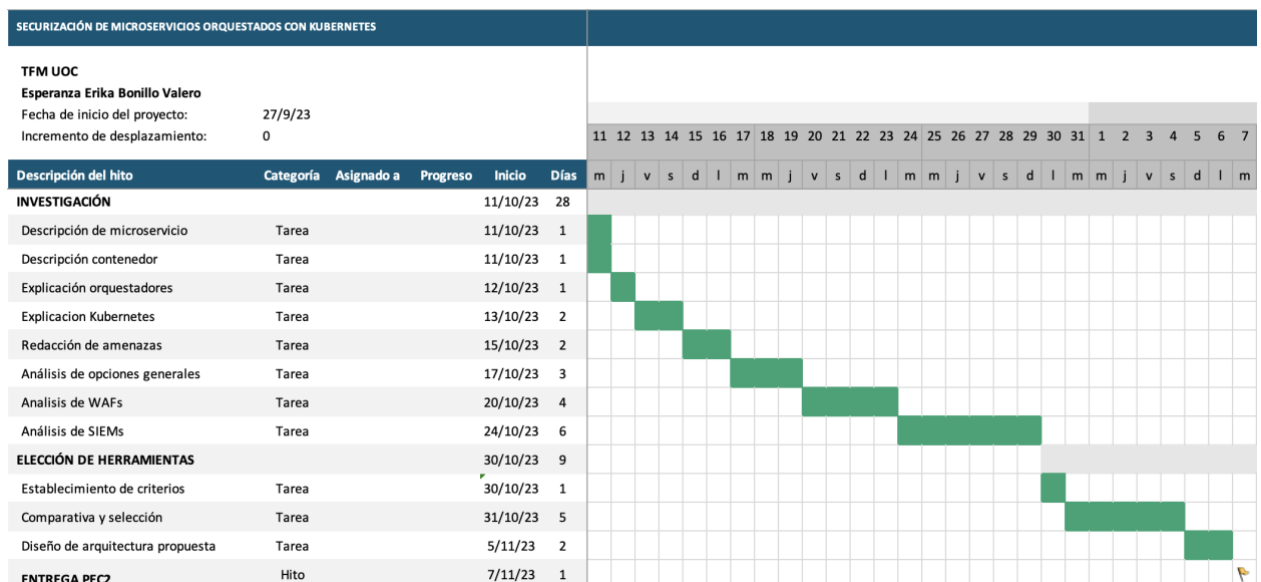 SECURIZACIÓN DE MICROSERVICIOS ORQUESTADOS CON KUBERNETES
TFM UOC
Esperanza Erika Bonillo Valero
Fecha de inicio del proyecto: 27/9/23
Incremento de desplazamiento: 0
11 12 13 14 15 16 17 18 19 20 21 22 23 24 25 26 27 28 29 30 31 1 2 3 4 5 6 7
Descripción del hito Categoría Asignado a Progreso Inicio Días m j v s d l m m j v s d l m m j v s d l m m j v s d l m
INVESTIGACIÓN 11/10/23 28
Descripción de microservicio Tarea 11/10/23 1
Descripción contenedor Tarea 11/10/23 1
Explicación orquestadores Tarea 12/10/23 1
Explicacion Kubernetes Tarea 13/10/23 2
Redacción de amenazas Tarea 15/10/23 2
Análisis de opciones generales Tarea 17/10/23 3
Analisis de WAFs Tarea 20/10/23 4
Análisis de SIEMs Tarea 24/10/23 6
ELECCIÓN DE HERRAMIENTAS 30/10/23 9
Establecimiento de criterios Tarea 30/10/23 1
Comparativa y selección Tarea 31/10/23 5
Diseño de arquitectura propuesta Tarea 5/11/23 2
ENTREGA PEC2 Hito 7/11/23 1